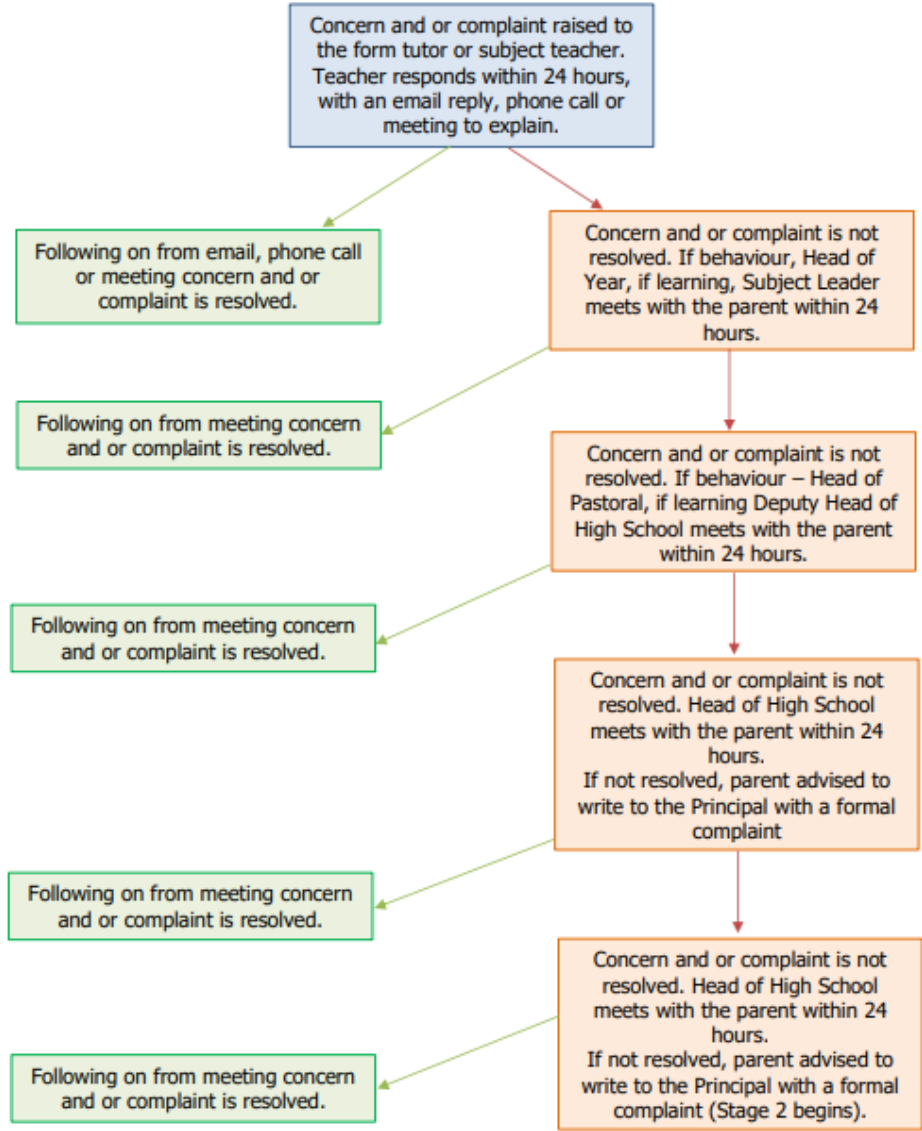 Concern and or complaint raised to
the form tutor or subject teacher.
Teacher responds within 24 hours,
with an email reply, phone call or
meeting to explain.
Following on from email, phone call
or meeting concern and or
complaint is resolved.
Concern and or complaint is not
resolved. If behaviour, Head of
Year, if learning, Subject Leader
meets with the parent within 24
hours.
Following on from meeting concern
and or complaint is resolved.
Concern and or complaint is not
resolved. If behaviour – Head of
Pastoral, if learning Deputy Head of
High School meets with the parent
within 24 hours.
Following on from meeting concern
and or complaint is resolved.
Concern and or complaint is not
resolved. Head of High School
meets with the parent within 24
hours.
If not resolved, parent advised to
write to the Principal with a formal
complaint
Following on from meeting concern
and or complaint is resolved.
Concern and or complaint is not
resolved. Head of High School
meets with the parent within 24
hours.
If not resolved, parent advised to
write to the Principal with a formal
complaint (Stage 2 begins).
Following on from meeting concern
and or complaint is resolved.